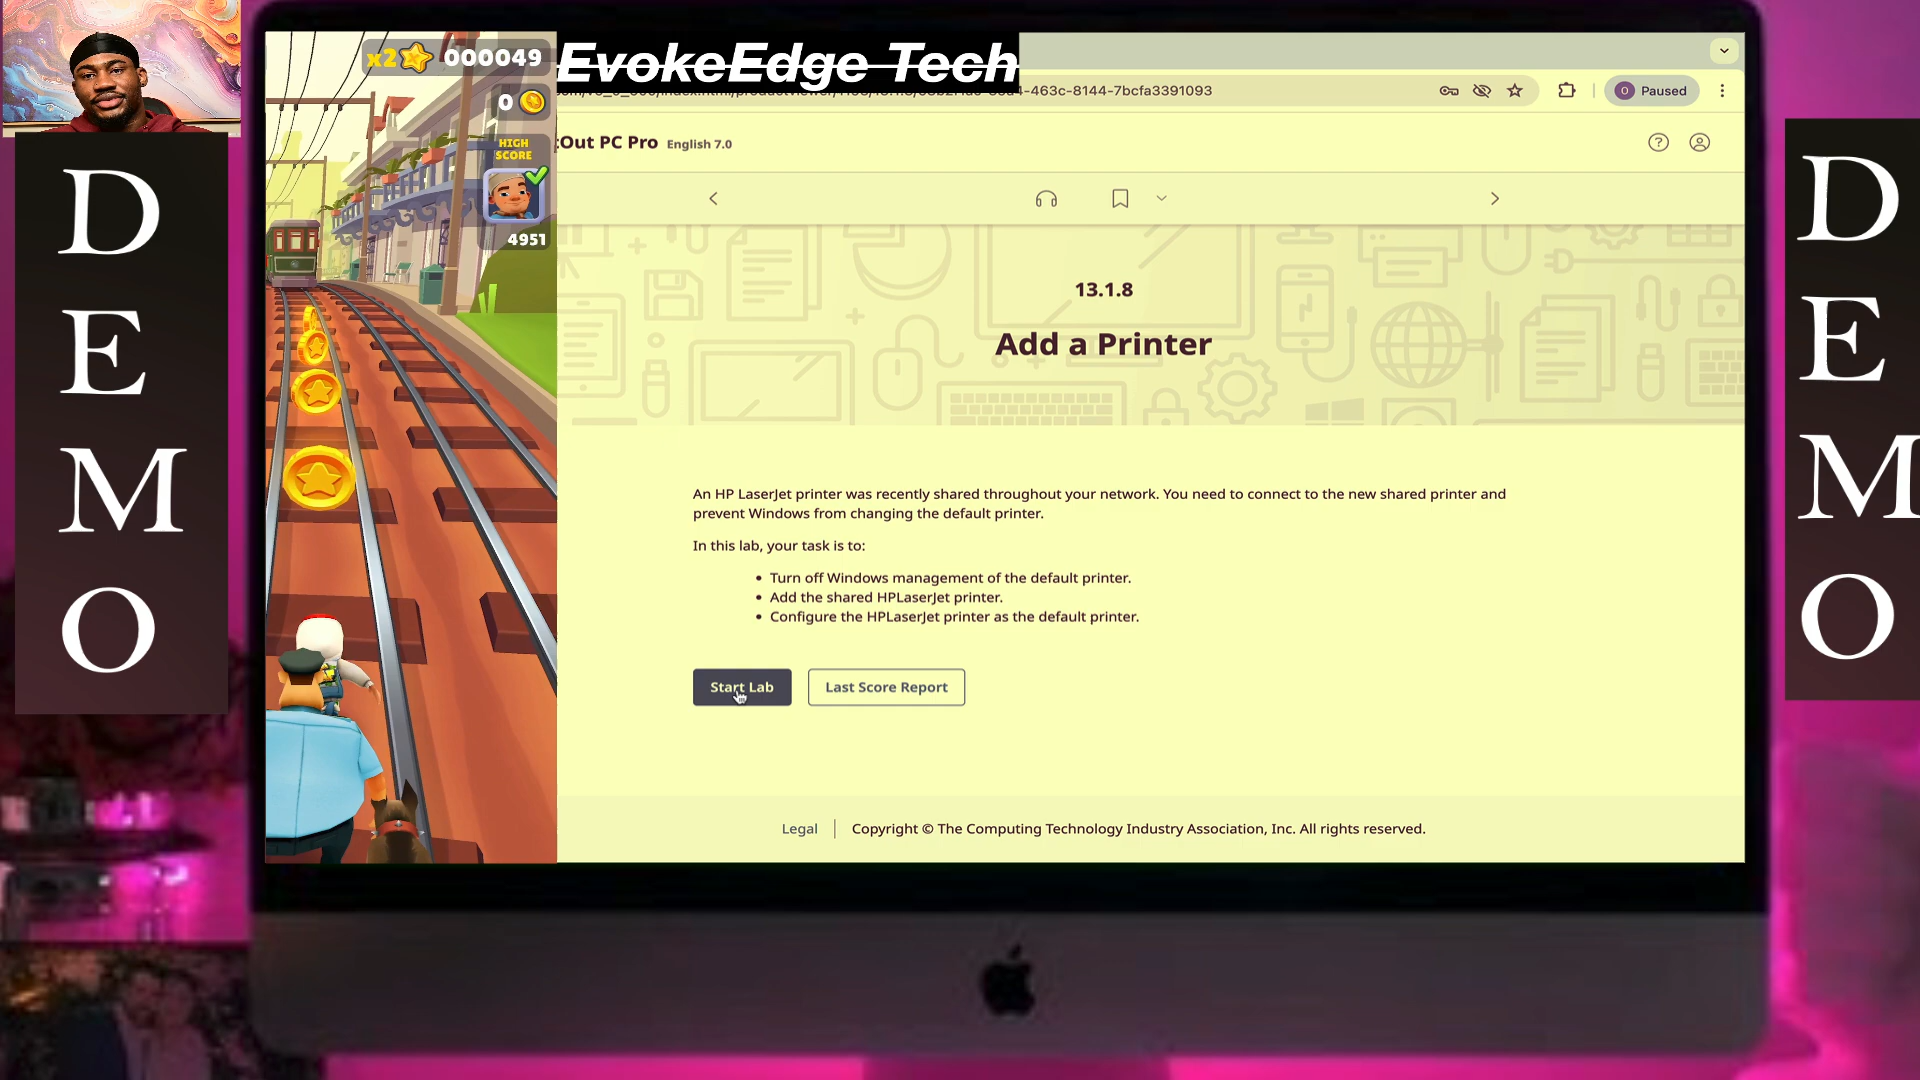 x2 000049
0
HIGH
SCORE
4951
EvokeEdge Tech
-463c-8144-7bcfa3391093
Paused
Out PC Pro English 7.0
13.1.8
Add a Printer
An HP LaserJet printer was recently shared throughout your network. You need to connect to the new shared printer and
prevent Windows from changing the default printer.
In this lab, your task is to:
• Turn off Windows management of the default printer.
• Add the shared HPLaserJet printer.
• Configure the HPLaserJet printer as the default printer.
Start Lab Last Score Report
Legal Copyright © The Computing Technology Industry Association, Inc. All rights reserved.
DEMO
DEMO